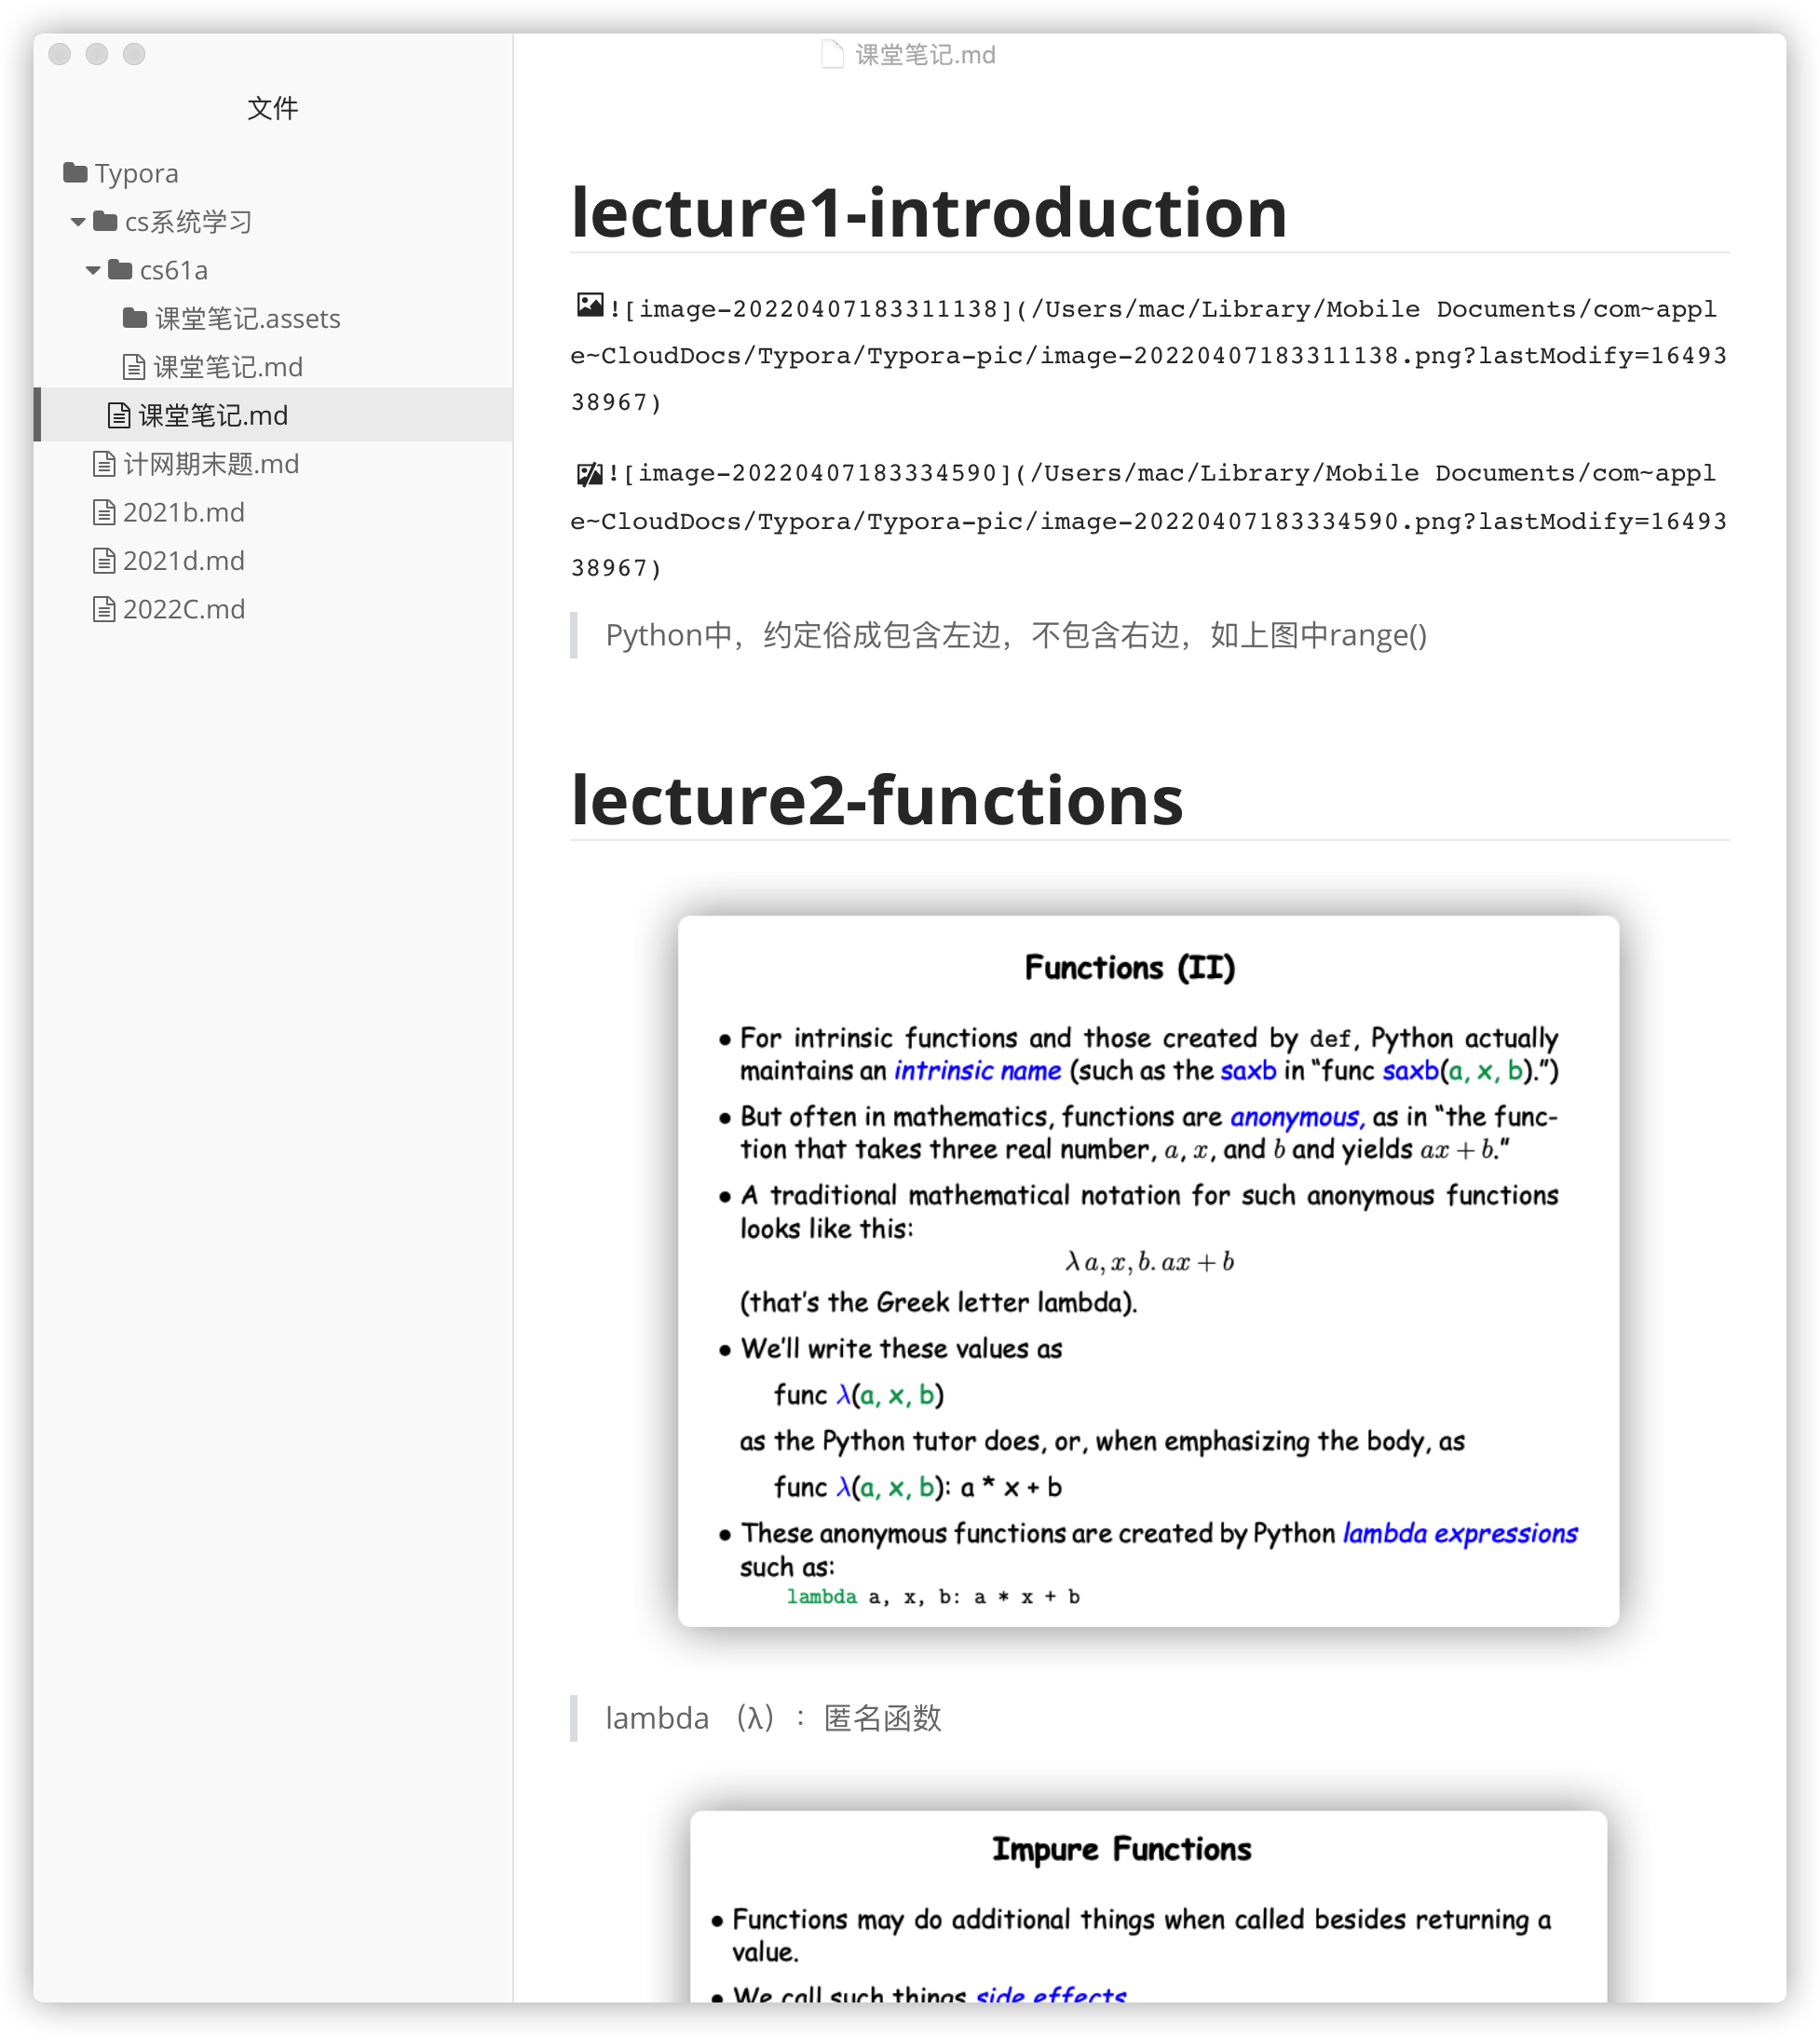 课堂笔记.md
文件
Typora
cs系统学习
cs61a
课堂笔记.assets
课堂笔记.md
课堂笔记.md
计网期末题.md
2021b.md
2021d.md
2022C.md
lecture1-introduction
![image-20220407183311138](/Users/mac/Library/Mobile Documents/com~appl
e~CloudDocs/Typora/Typora-pic/image-20220407183311138.png?lastModify=16493
38967)
![image-20220407183334590](/Users/mac/Library/Mobile Documents/com~appl
e~CloudDocs/Typora/Typora-pic/image-20220407183334590.png?lastModify=16493
38967)
Python中，约定俗成包含左边，不包含右边，如上图中range()
lecture2-functions
Functions (II)
• For intrinsic functions and those created by def, Python actually
maintains an intrinsic name (such as the saxb in “func saxb(a, x, b).”)
• But often in mathematics, functions are anonymous, as in “the func-
tion that takes three real number, a, x, and b and yields ax + b.”
• A traditional mathematical notation for such anonymous functions
looks like this:
λ a, x, b. ax + b
(that’s the Greek letter lambda).
• We’ll write these values as
func λ(a, x, b)
as the Python tutor does, or, when emphasizing the body, as
func λ(a, x, b): a * x + b
• These anonymous functions are created by Python lambda expressions
such as:
lambda a, x, b: a * x + b
lambda （λ）：匿名函数
Impure Functions
• Functions may do additional things when called besides returning a
value.
• We call such things side effects